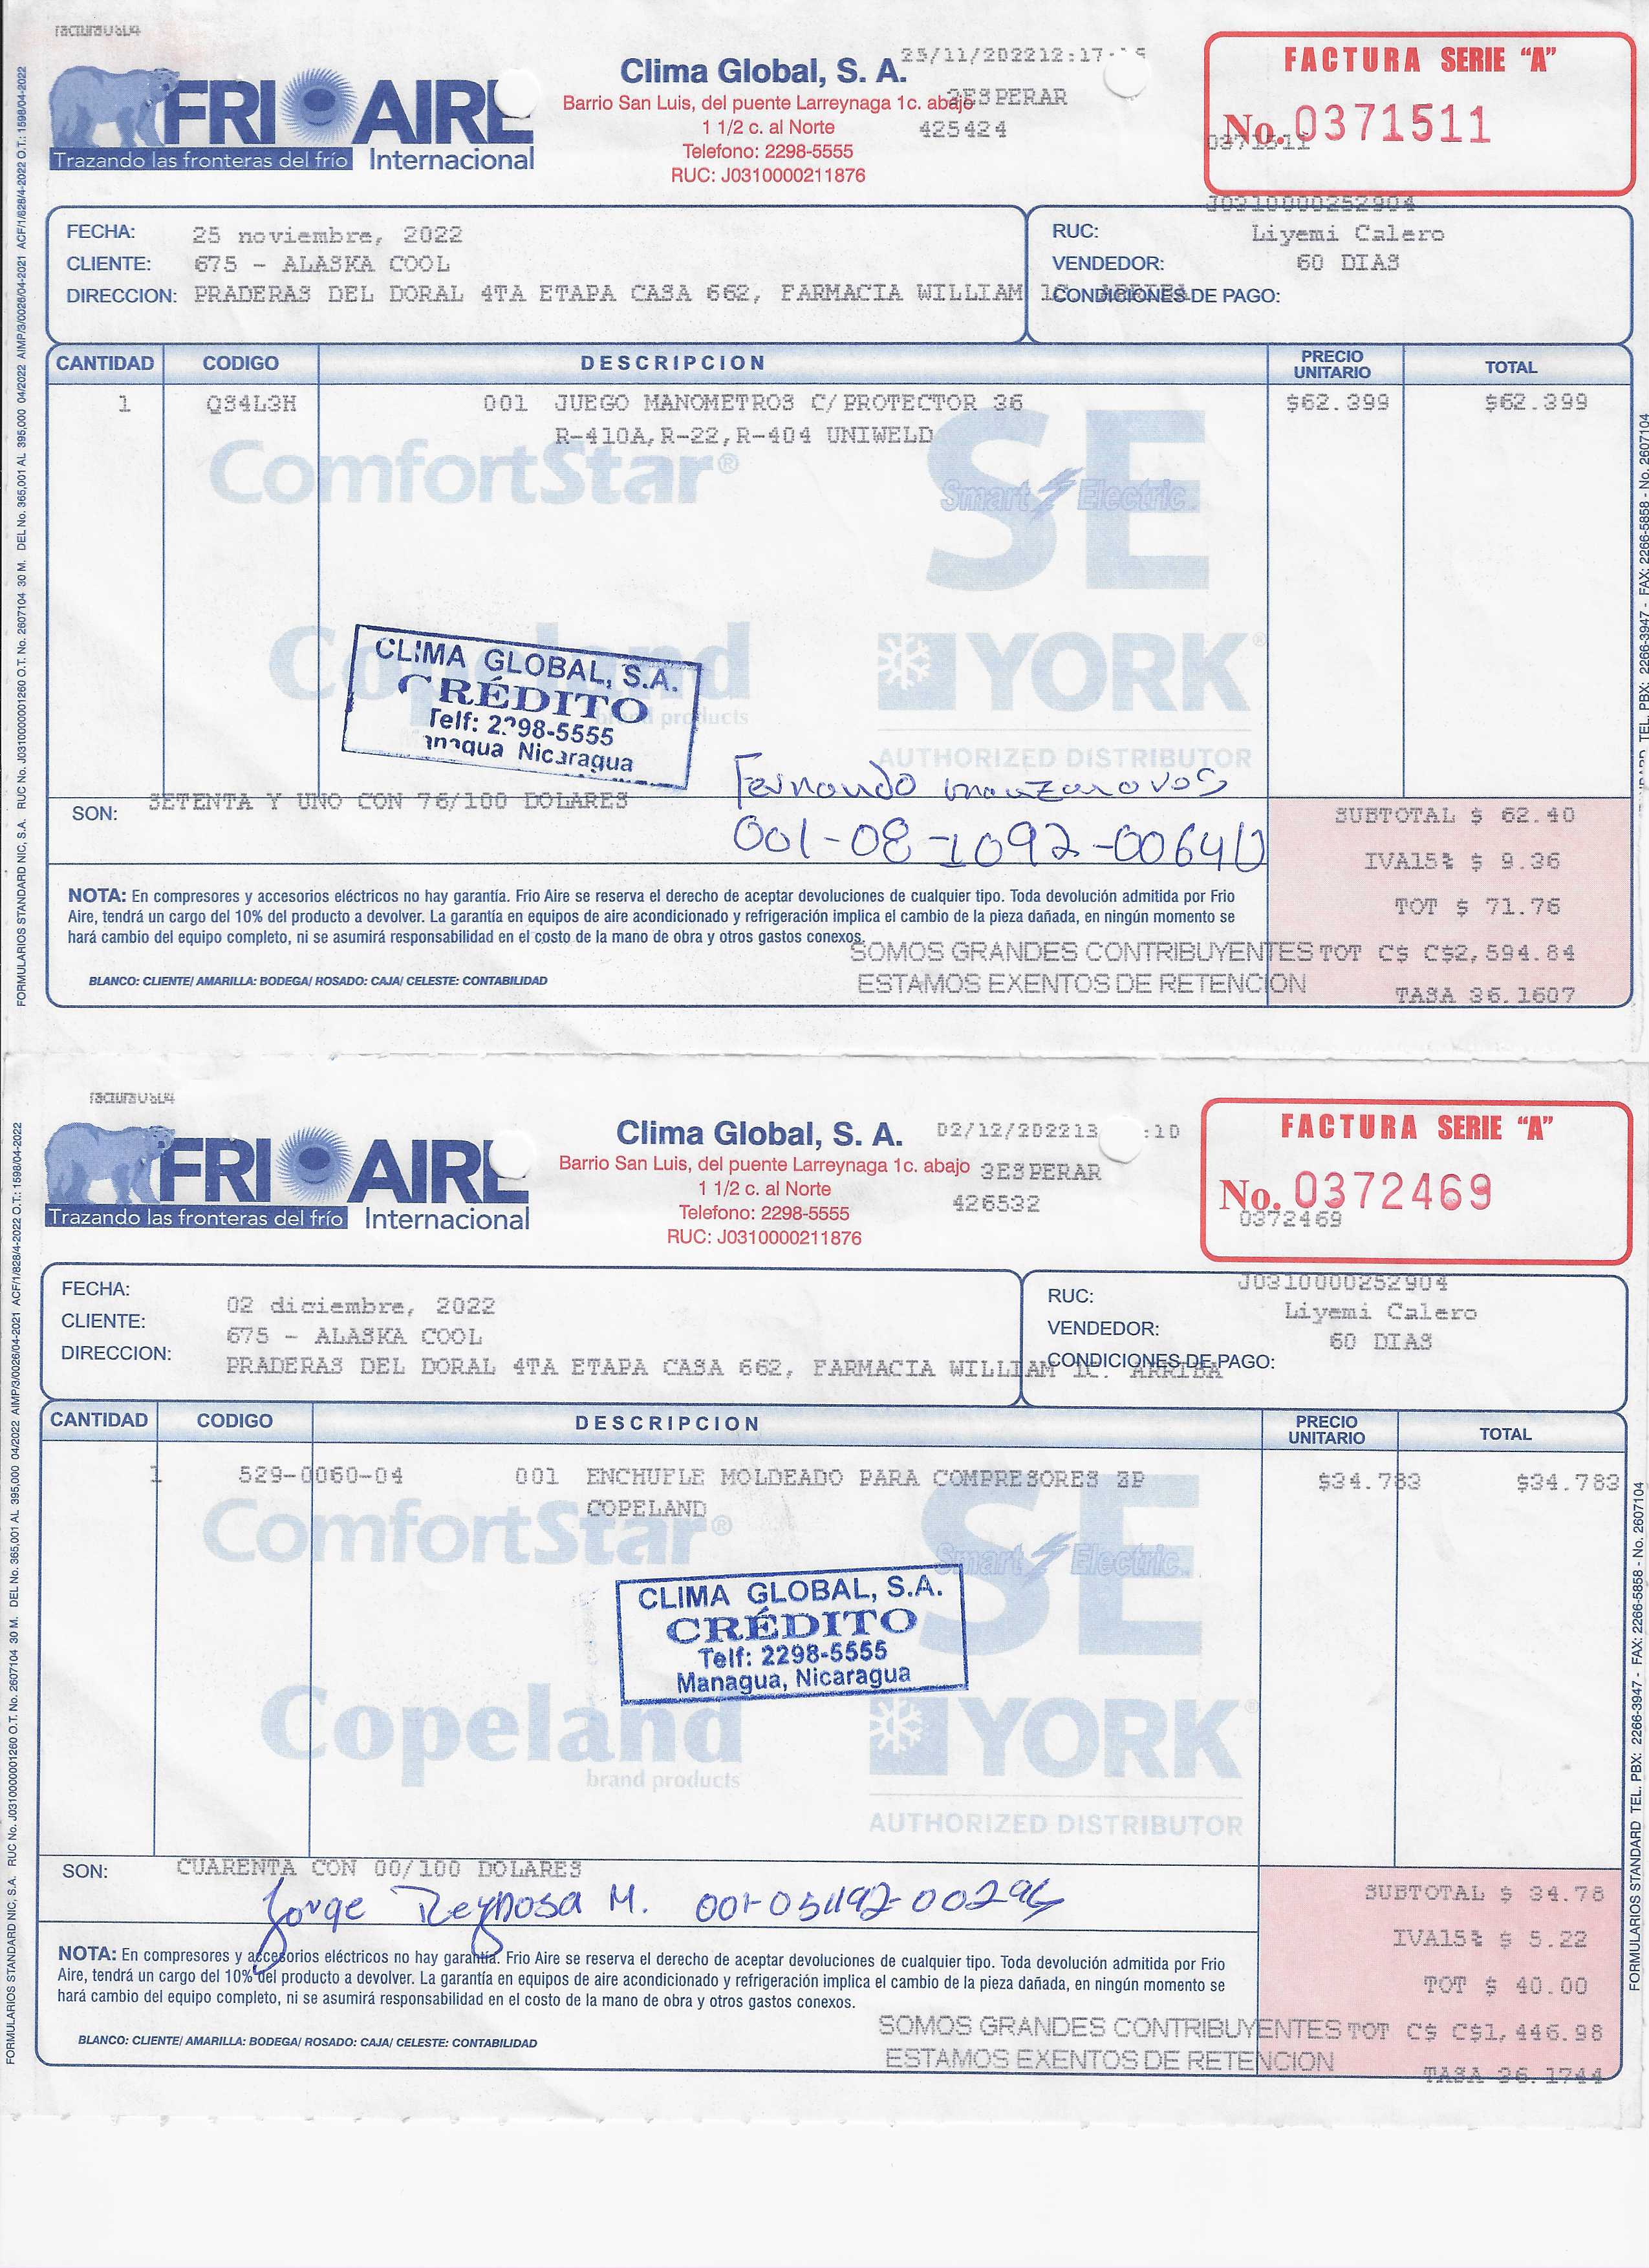 factura0604
FRIOAIRE
Trazando las fronteras del frío Internacional
Clima Global, S. A.
Barrio San Luis, del puente Larreynaga 1c. abajo
1 1/2 c. al Norte
Telefono: 2298-5555
RUC: J0310000211876
25/11/202212:17
2ESPERAR
425424
FACTURA SERIE "A"
No. 0371511
0371511
FECHA: 25 noviembre, 2022
CLIENTE: 675 - ALASKA COOL
DIRECCION: PRADERAS DEL DORAL 4TA ETAPA CASA 662, FARMACIA WILLIAM 1C. ARRIBA
J0310000252904
RUC: Liyemi Calero
VENDEDOR: 60 DIAS
CONDICIONES DE PAGO:
CANTIDAD CODIGO DESCRIPCION PRECIO UNITARIO TOTAL
1 QS4L3H 001 JUEGO MANOMETROS C/PROTECTOR 36 $62.399 $62.399
R-410A,R-22,R-404 UNIWELD
ComfortStar®
SE
Smart Electric
Copeland
brand products
YORK®
AUTHORIZED DISTRIBUTOR
CLIMA GLOBAL, S.A.
CRÉDITO
Telf: 2298-5555
Managua Nicaragua
Fernando
001-08-1092-0064U
SON: SETENTA Y UNO CON 76/100 DOLARES
SUBTOTAL $ 62.40
IVA15% $ 9.36
TOT $ 71.76
TOT C$ C$2,594.84
TASA 36.1607
NOTA: En compresores y accesorios eléctricos no hay garantía. Frio Aire se reserva el derecho de aceptar devoluciones de cualquier tipo. Toda devolución admitida por Frio
Aire, tendrá un cargo del 10% del producto a devolver. La garantía en equipos de aire acondicionado y refrigeración implica el cambio de la pieza dañada, en ningún momento se
hará cambio del equipo completo, ni se asumirá responsabilidad en el costo de la mano de obra y otros gastos conexos.
SOMOS GRANDES CONTRIBUYENTES
ESTAMOS EXENTOS DE RETENCION
BLANCO: CLIENTE/ AMARILLA: BODEGA/ ROSADO: CAJA/ CELESTE: CONTABILIDAD
FORMULARIOS STANDARD NIC, S.A. RUC No. J0310000001260 O.T. No. 2607104 30 M. DEL No. 365,001 AL 395,000 04/2022 AIMP/3/0026/04-2021 ACF/1/828/4-2022 O.T.: 1598/04-2022
TEL. PBX: 2266-3947 - FAX: 2266-5858 - No. 2607104
factura0604
FRIOAIRE
Trazando las fronteras del frío Internacional
Clima Global, S. A.
Barrio San Luis, del puente Larreynaga 1c. abajo
1 1/2 c. al Norte
Telefono: 2298-5555
RUC: J0310000211876
02/12/202213 :10
3ESPERAR
426532
FACTURA SERIE "A"
No. 0372469
0372469
FECHA: 02 diciembre, 2022
CLIENTE: 675 - ALASKA COOL
DIRECCION: PRADERAS DEL DORAL 4TA ETAPA CASA 662, FARMACIA WILLIAM 1C. ARRIBA
J0310000252904
RUC: Liyemi Calero
VENDEDOR: 60 DIAS
CONDICIONES DE PAGO:
CANTIDAD CODIGO DESCRIPCION PRECIO UNITARIO TOTAL
1 529-0060-04 001 ENCHUFLE MOLDEADO PARA COMPRESORES 3P $34.783 $34.783
COPELAND
ComfortStar®
SE
Smart Electric
CLIMA GLOBAL, S.A.
CRÉDITO
Telf: 2298-5555
Managua, Nicaragua
Copeland
brand products
YORK®
AUTHORIZED DISTRIBUTOR
SON: CUARENTA CON 00/100 DOLARES
Jorge Reynosa M.
SUBTOTAL $ 34.78
IVA15% $ 5.22
TOT $ 40.00
TOT C$ C$1,446.98
TASA 36.1744
NOTA: En compresores y accesorios eléctricos no hay garantía. Frio Aire se reserva el derecho de aceptar devoluciones de cualquier tipo. Toda devolución admitida por Frio
Aire, tendrá un cargo del 10% del producto a devolver. La garantía en equipos de aire acondicionado y refrigeración implica el cambio de la pieza dañada, en ningún momento se
hará cambio del equipo completo, ni se asumirá responsabilidad en el costo de la mano de obra y otros gastos conexos.
SOMOS GRANDES CONTRIBUYENTES
ESTAMOS EXENTOS DE RETENCION
BLANCO: CLIENTE/ AMARILLA: BODEGA/ ROSADO: CAJA/ CELESTE: CONTABILIDAD
FORMULARIOS STANDARD NIC, S.A. RUC No. J0310000001260 O.T. No. 2607104 30 M. DEL No. 365,001 AL 395,000 04/2022 AIMP/3/0026/04-2021 ACF/1/828/4-2022 O.T.: 1598/04-2022
FORMULARIOS STANDARD TEL. PBX: 2266-3947 - FAX: 2266-5858 - No. 2607104